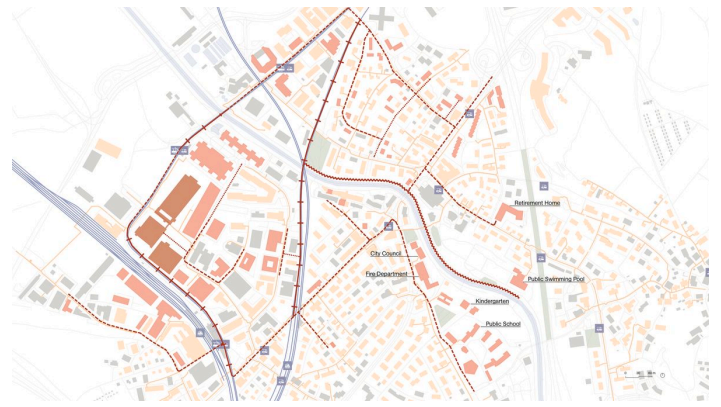 Retirement Home
City Council
Fire Department
Public Swimming Pool
Kindergarten
Public School